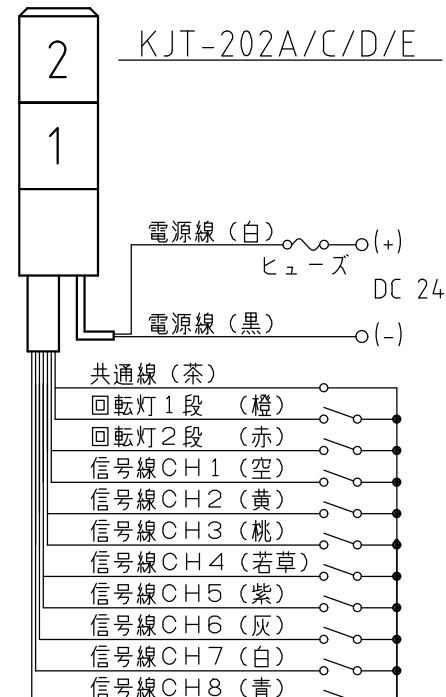 KJT-202A/C/D/E
2
1
電源線（白）
(+)
ヒューズ
DC 24
電源線（黒）
(-)
共通線（茶）
回転灯１段　（橙）
回転灯２段　（赤）
信号線ＣＨ１（空）
信号線ＣＨ２（黄）
信号線ＣＨ３（桃）
信号線ＣＨ４（若草）
信号線ＣＨ５（紫）
信号線ＣＨ６（灰）
信号線ＣＨ７（白）
信号線ＣＨ８（青）